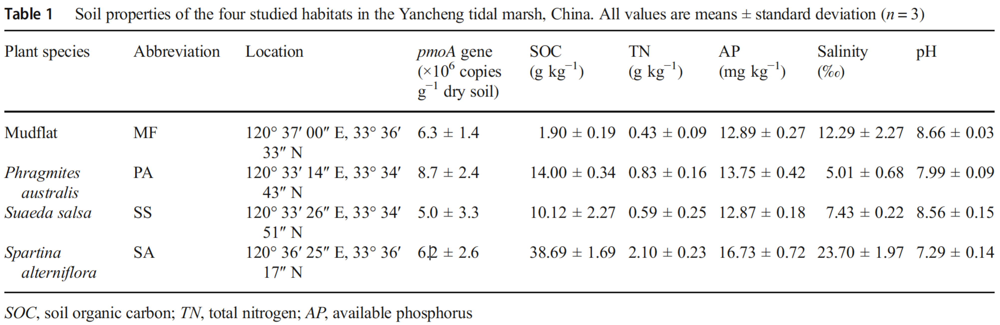 Table 1 Soil properties of the four studied habitats in the Yancheng tidal marsh, China. All values are means ± standard deviation (n = 3)
Plant species Abbreviation Location pmoA gene SOC TN AP Salinity pH
(×10⁶ copies (g kg⁻¹) (g kg⁻¹) (mg kg⁻¹) (‰)
g⁻¹ dry soil)
Mudflat MF 120° 37′ 00″ E, 33° 36′ 6.3 ± 1.4 1.90 ± 0.19 0.43 ± 0.09 12.89 ± 0.27 12.29 ± 2.27 8.66 ± 0.03
33″ N
Phragmites PA 120° 33′ 14″ E, 33° 34′ 8.7 ± 2.4 14.00 ± 0.34 0.83 ± 0.16 13.75 ± 0.42 5.01 ± 0.68 7.99 ± 0.09
australis 43″ N
Suaeda salsa SS 120° 33′ 26″ E, 33° 34′ 5.0 ± 3.3 10.12 ± 2.27 0.59 ± 0.25 12.87 ± 0.18 7.43 ± 0.22 8.56 ± 0.15
51″ N
Spartina SA 120° 36′ 25″ E, 33° 36′ 6.2 ± 2.6 38.69 ± 1.69 2.10 ± 0.23 16.73 ± 0.72 23.70 ± 1.97 7.29 ± 0.14
alterniflora 17″ N
SOC, soil organic carbon; TN, total nitrogen; AP, available phosphorus